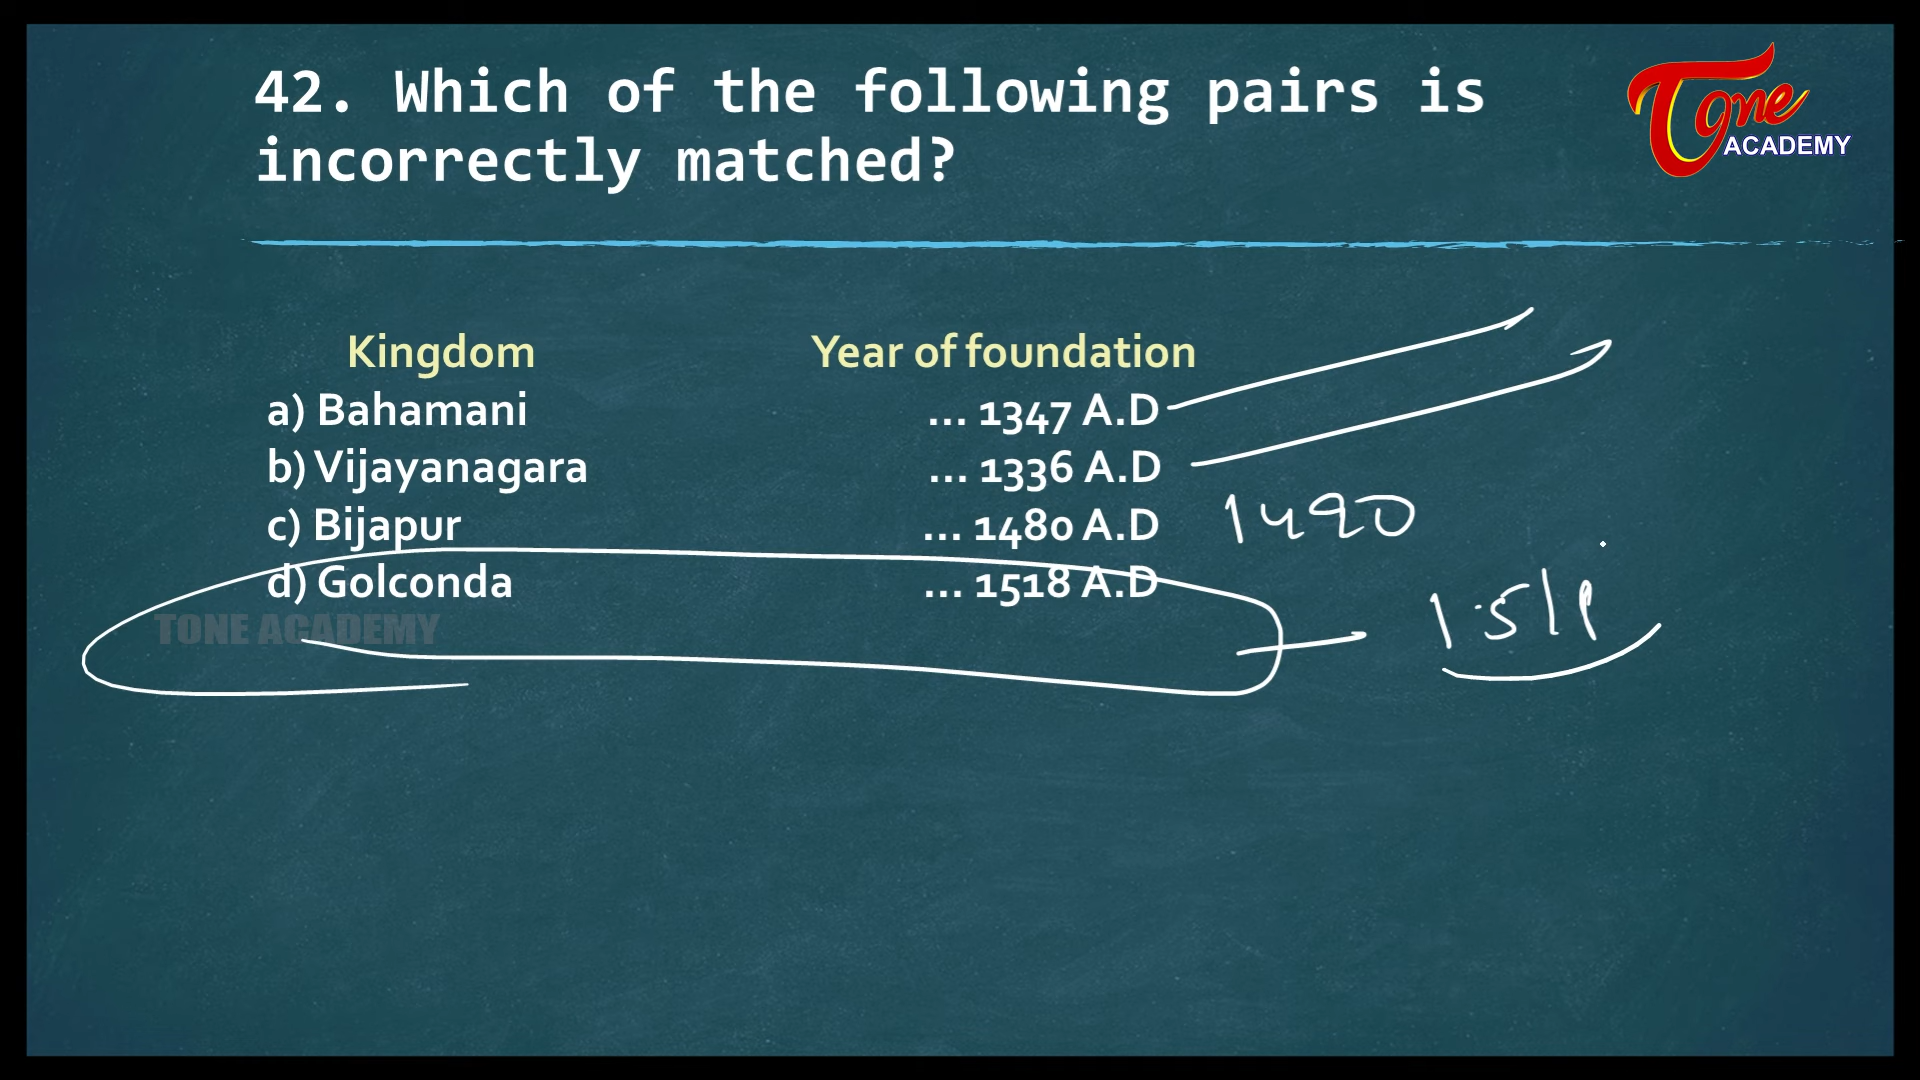 42. Which of the following pairs is
incorrectly matched?
Tone
ACADEMY
Kingdom Year of foundation
a) Bahamani ... 1347 A.D
b) Vijayanagara ... 1336 A.D
c) Bijapur ... 1480 A.D 1490
d) Golconda ... 1518 A.D
TONE ACADEMY